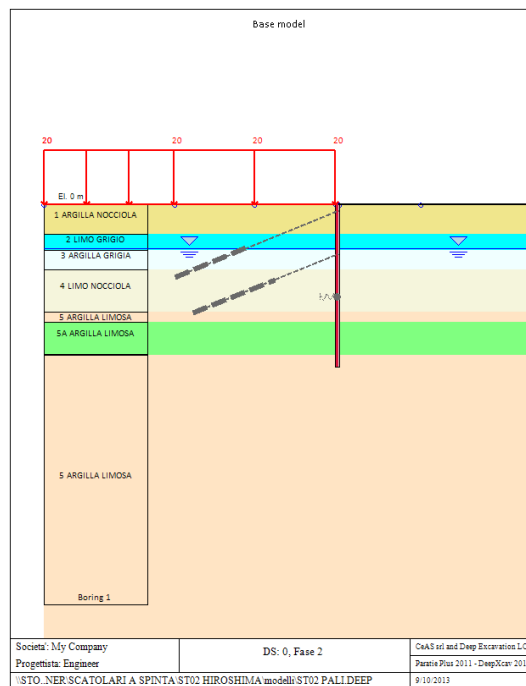 Base model
20
20
20
20
El. 0 m
1 ARGILLA NOCCIOLA
2 LIMO GRIGIO
3 ARGILLA GRIGIA
4 LIMO NOCCIOLA
5 ARGILLA LIMOSA
5A ARGILLA LIMOSA
5 ARGILLA LIMOSA
Boring 1
Societa': My Company
Progettista: Engineer
DS: 0, Fase 2
CeAS srl and Deep Excavation LC
Paratie Plus 2011 - DeepXcav 201
\\STO..NER\SCATOLARI A SPINTA\ST02 HIROSHIMA\modelli\ST02 PALI.DEEP
9/10/2013